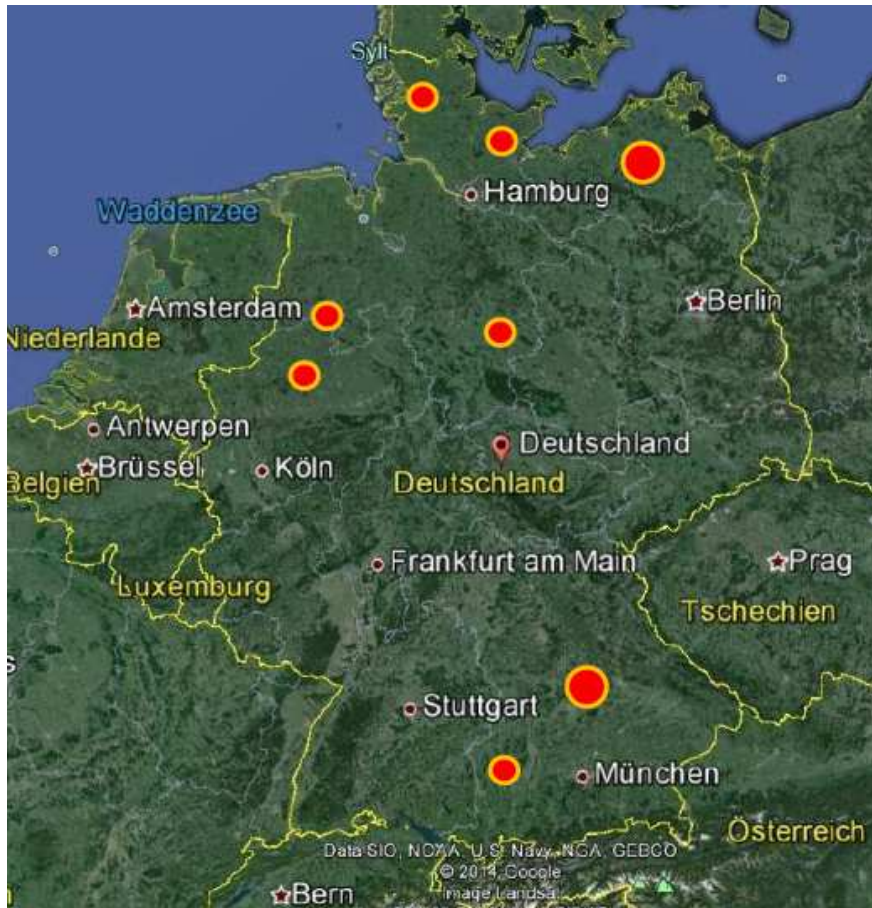 Sylt
Hamburg
Waddenzee
Amsterdam
Berlin
Niederlande
Antwerpen
Deutschland
Brüssel
Köln
Belgien
Deutschland
Frankfurt am Main
Prag
Luxemburg
Tschechien
s
Stuttgart
München
Österreich
Data SIO, NOAA, U.S. Navy, NGA, GEBCO
© 2014 Google
Image Landsat
Bern